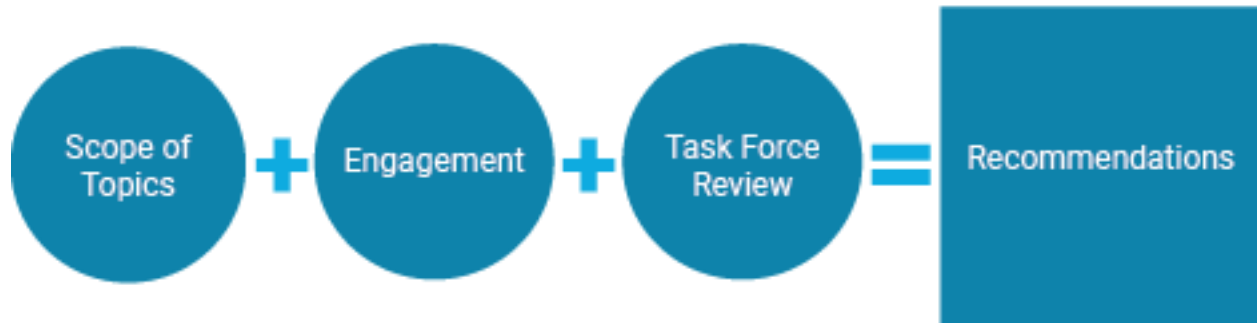 Scope of
Topics
+
Engagement
+
Task Force
Review
=
Recommendations